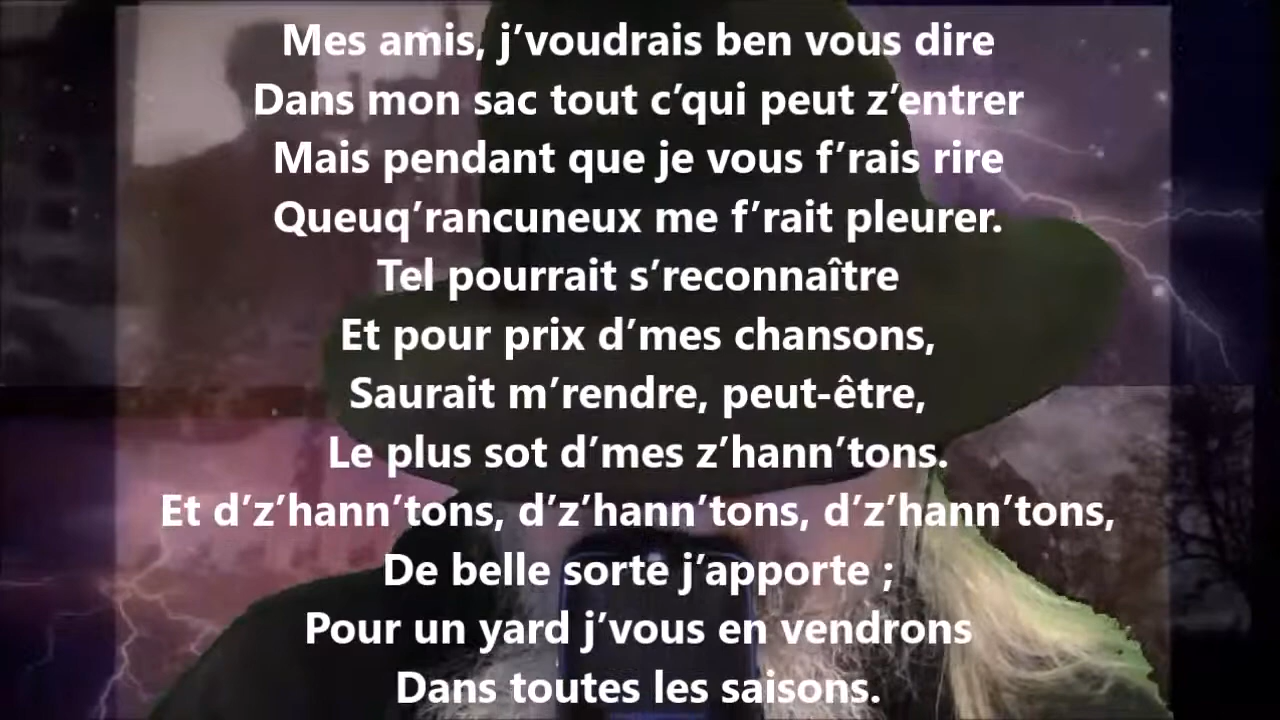 Mes amis, j’voudrais ben vous dire
Dans mon sac tout c’qui peut z’entrer
Mais pendant que je vous f’rais rire
Queuq’rancuneux me f’rait pleurer.
Tel pourrait s’reconnaître
Et pour prix d’mes chansons,
Saurait m’rendre, peut-être,
Le plus sot d’mes z’hann’tons.
Et d’z’hann’tons, d’z’hann’tons, d’z’hann’tons,
De belle sorte j’apporte ;
Pour un yard j’vous en vendrons
Dans toutes les saisons.